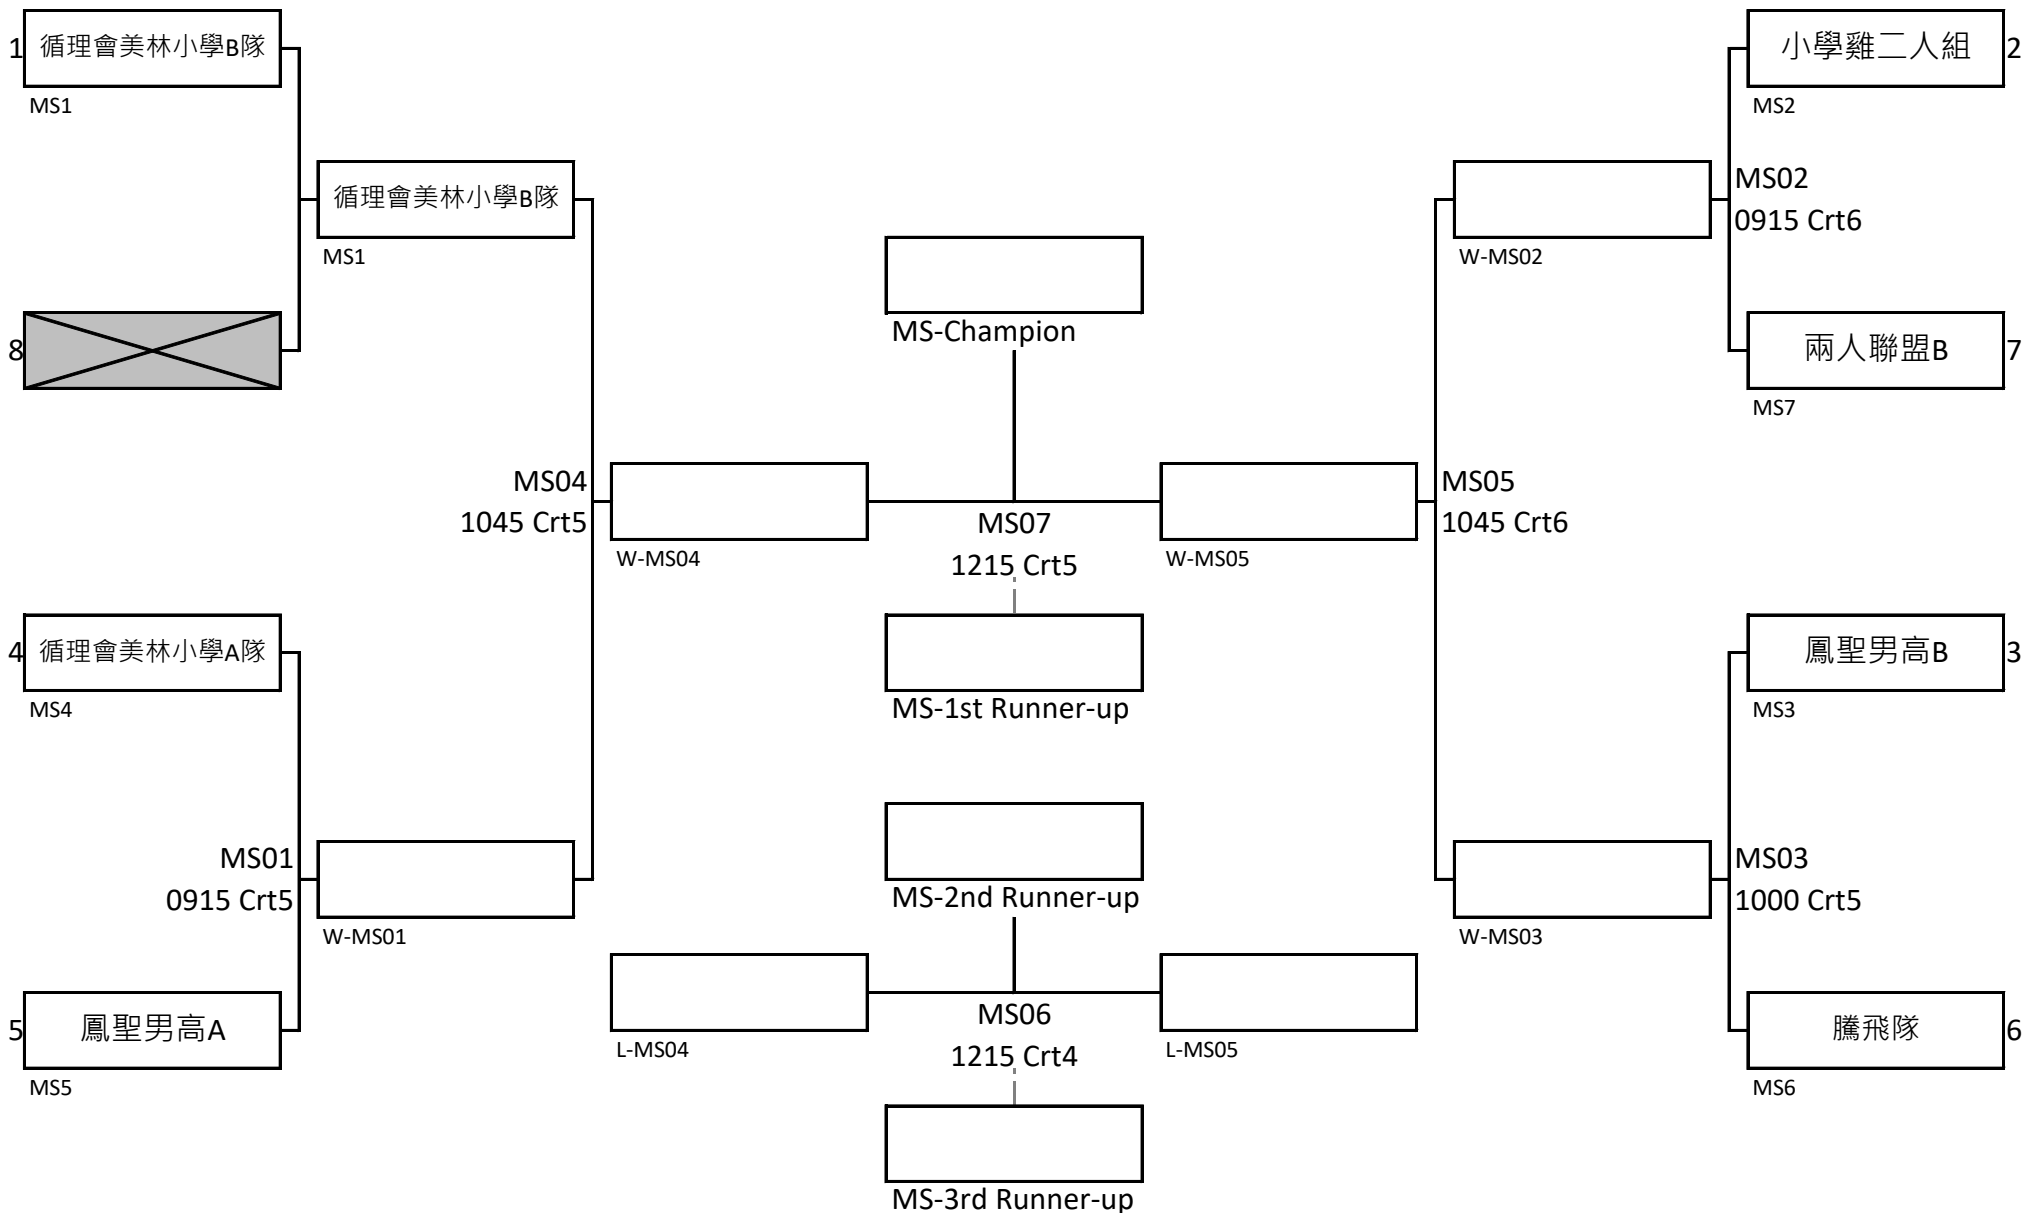 1
循理會美林小學B隊
MS1
小學雞二人組
2
MS2
循理會美林小學B隊
MS1
MS02
0915 Crt6
W-MS02
MS-Champion
8
兩人聯盟B
7
MS7
MS04
1045 Crt5
W-MS04
MS07
1215 Crt5
W-MS05
MS05
1045 Crt6
4
循理會美林小學A隊
MS4
MS-1st Runner-up
鳳聖男高B
3
MS3
MS01
0915 Crt5
W-MS01
MS-2nd Runner-up
MS03
1000 Crt5
W-MS03
5
鳳聖男高A
MS5
L-MS04
MS06
1215 Crt4
L-MS05
騰飛隊
6
MS6
MS-3rd Runner-up